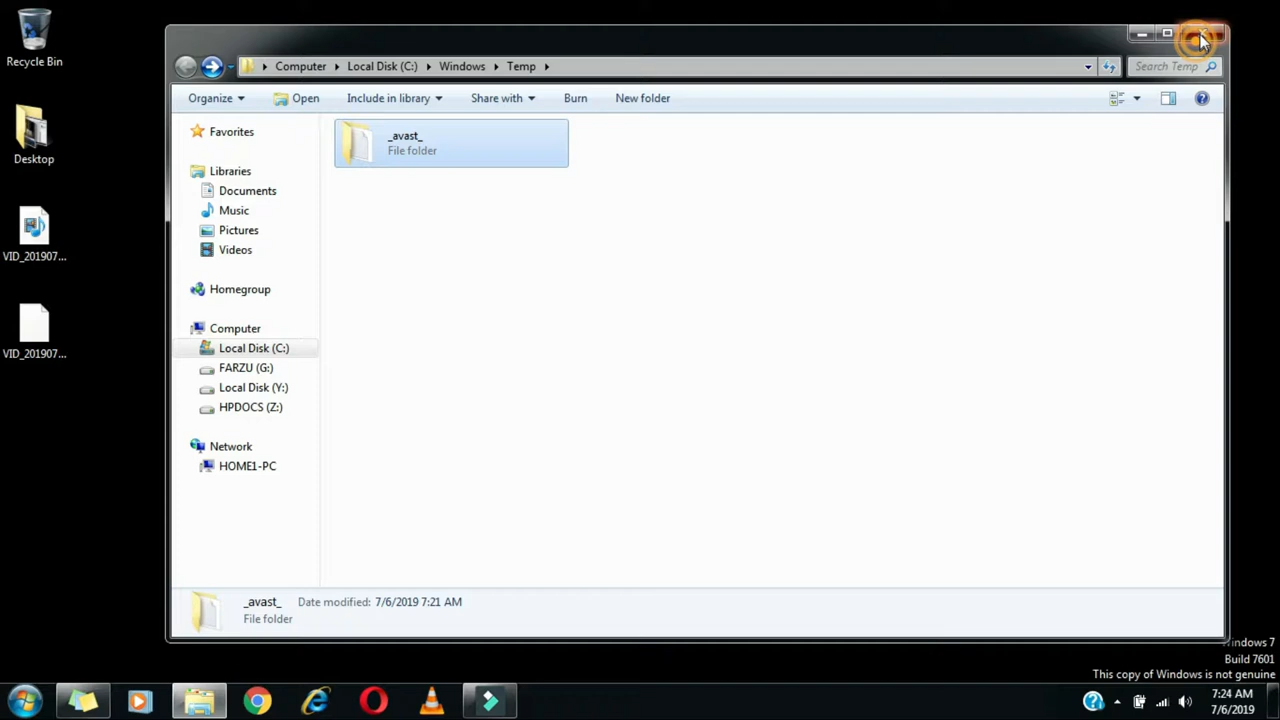 Recycle Bin
Desktop
VID_201907...
VID_201907...
Computer
Local Disk (C:)
Windows
Temp
Search Temp
Organize
Open
Include in library
Share with
Burn
New folder
Favorites
Libraries
Documents
Music
Pictures
Videos
Homegroup
Computer
Local Disk (C:)
FARZU (G:)
Local Disk (Y:)
HPDOCS (Z:)
Network
HOME1-PC
_avast_
File folder
_avast_ Date modified: 7/6/2019 7:21 AM
File folder
Windows 7
Build 7601
This copy of Windows is not genuine
7:24 AM
7/6/2019